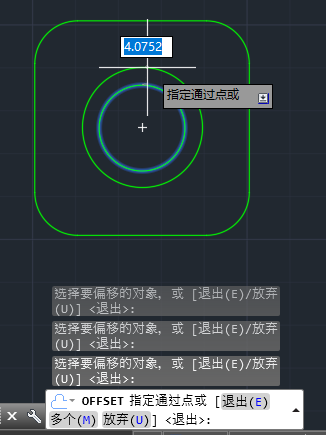 4.0752
指定通过点或
选择要偏移的对象，或 [退出(E)/放弃
(U)] <退出>:
选择要偏移的对象，或 [退出(E)/放弃
(U)] <退出>:
选择要偏移的对象，或 [退出(E)/放弃
(U)] <退出>:
OFFSET 指定通过点或 [退出(E)
多个(M) 放弃(U)] <退出>: